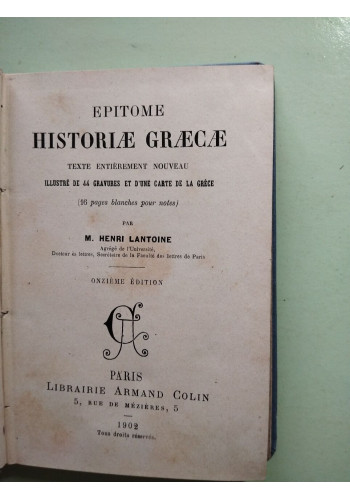 EPITOME
HISTORIÆ GRÆCÆ
TEXTE ENTIÈREMENT NOUVEAU
ILLUSTRÉ DE 44 GRAVURES ET D'UNE CARTE DE LA GRÈCE
(96 pages blanches pour notes)
PAR
M. HENRI LANTOINE
Agrégé de l'Université,
Docteur ès lettres, Secrétaire de la Faculté des lettres de Paris
ONZIÈME ÉDITION
PARIS
LIBRAIRIE ARMAND COLIN
5, RUE DE MÉZIÈRES, 5
1902
Tous droits réservés.